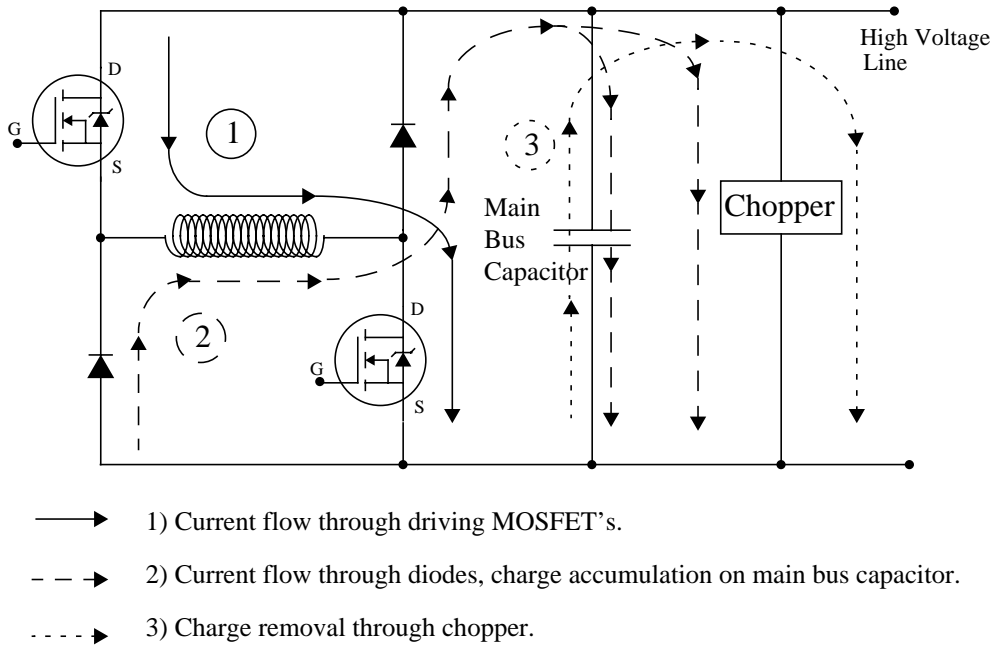 High Voltage
Line
D
G
S
1
3
Main
Bus
Capacitor
Chopper
2
D
G
S
1) Current flow through driving MOSFET's.
2) Current flow through diodes, charge accumulation on main bus capacitor.
3) Charge removal through chopper.